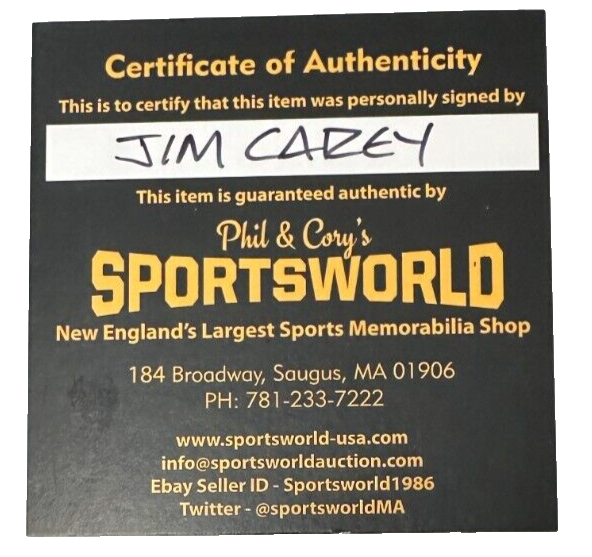 Certificate of Authenticity
This is to certify that this item was personally signed by
JIM CAREY
This item is guaranteed authentic by
Phil & Cory's
SPORTSWORLD
New England's Largest Sports Memorabilia Shop
184 Broadway, Saugus, MA 01906
PH: 781-233-7222
www.sportsworld-usa.com
info@sportsworldauction.com
Ebay Seller ID - Sportsworld1986
Twitter - @sportsworldMA